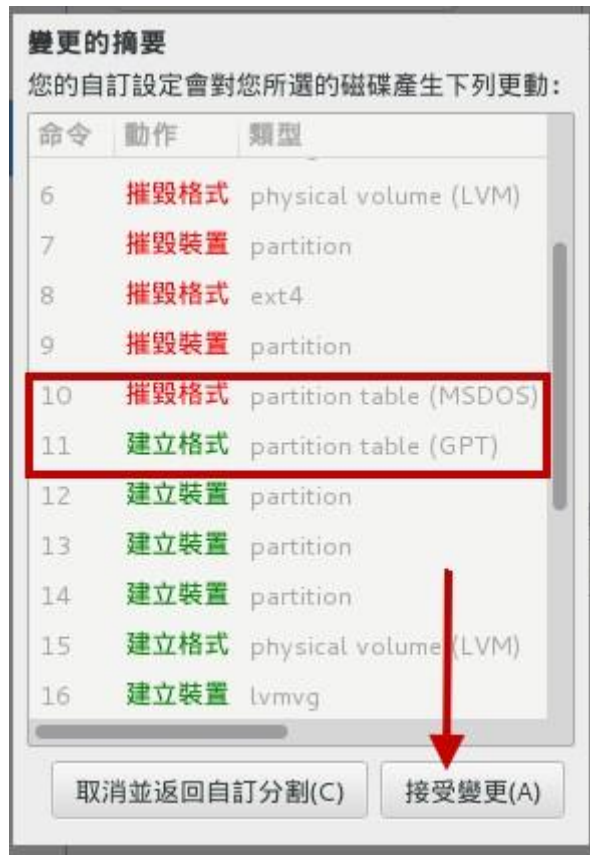 變更的摘要
您的自訂設定會對您所選的磁碟產生下列更動：
命令 動作 類型
6 摧毀格式 physical volume (LVM)
7 摧毀裝置 partition
8 摧毀格式 ext4
9 摧毀裝置 partition
10 摧毀格式 partition table (MSDOS)
11 建立格式 partition table (GPT)
12 建立裝置 partition
13 建立裝置 partition
14 建立裝置 partition
15 建立格式 physical volume (LVM)
16 建立裝置 lvmvg
取消並返回自訂分割(C) 接受變更(A)